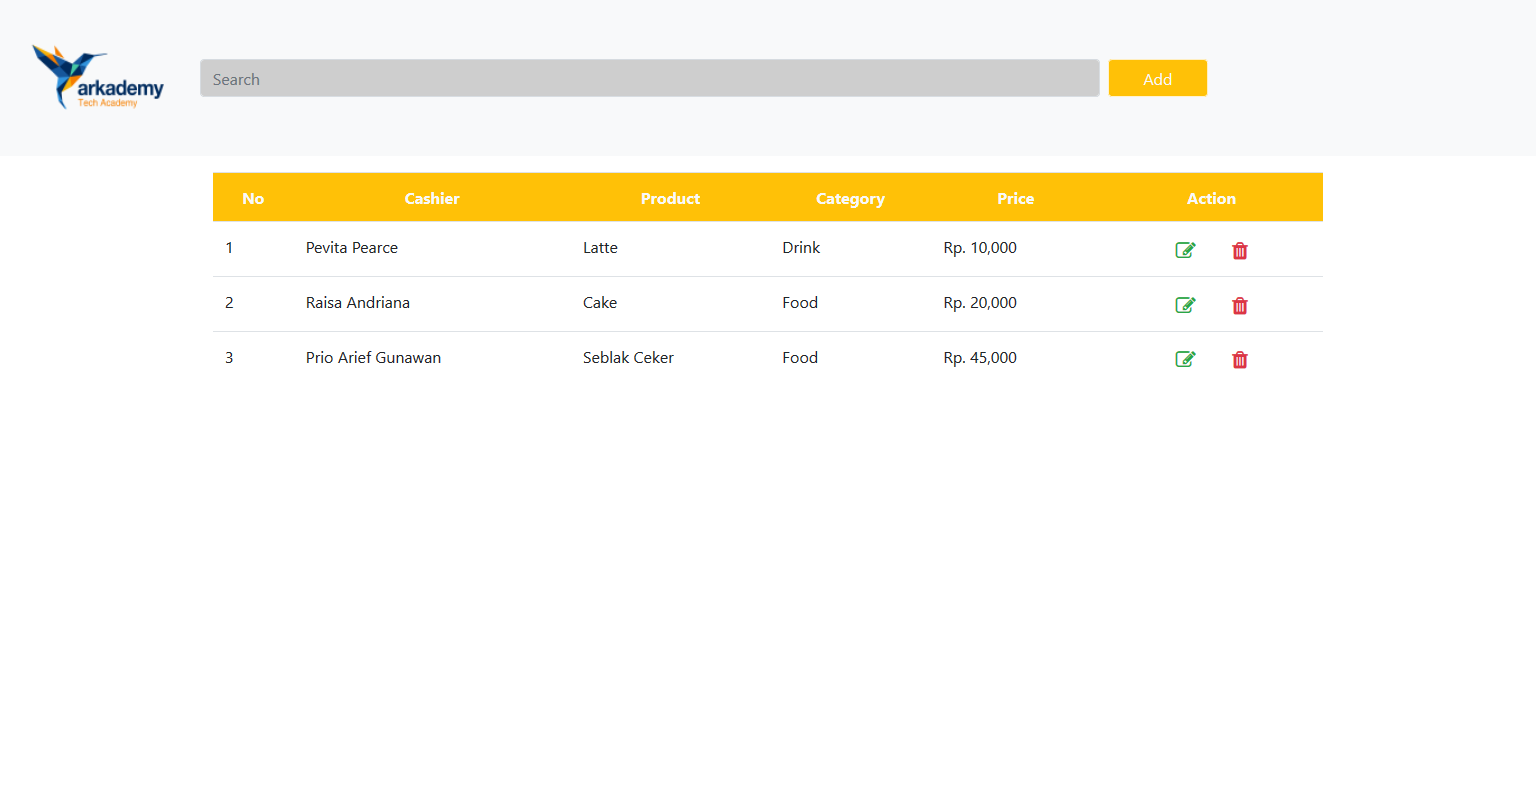 arkademy
Tech Academy
Search
Add
No Cashier Product Category Price Action
1 Pevita Pearce Latte Drink Rp. 10,000
2 Raisa Andriana Cake Food Rp. 20,000
3 Prio Arief Gunawan Seblak Ceker Food Rp. 45,000